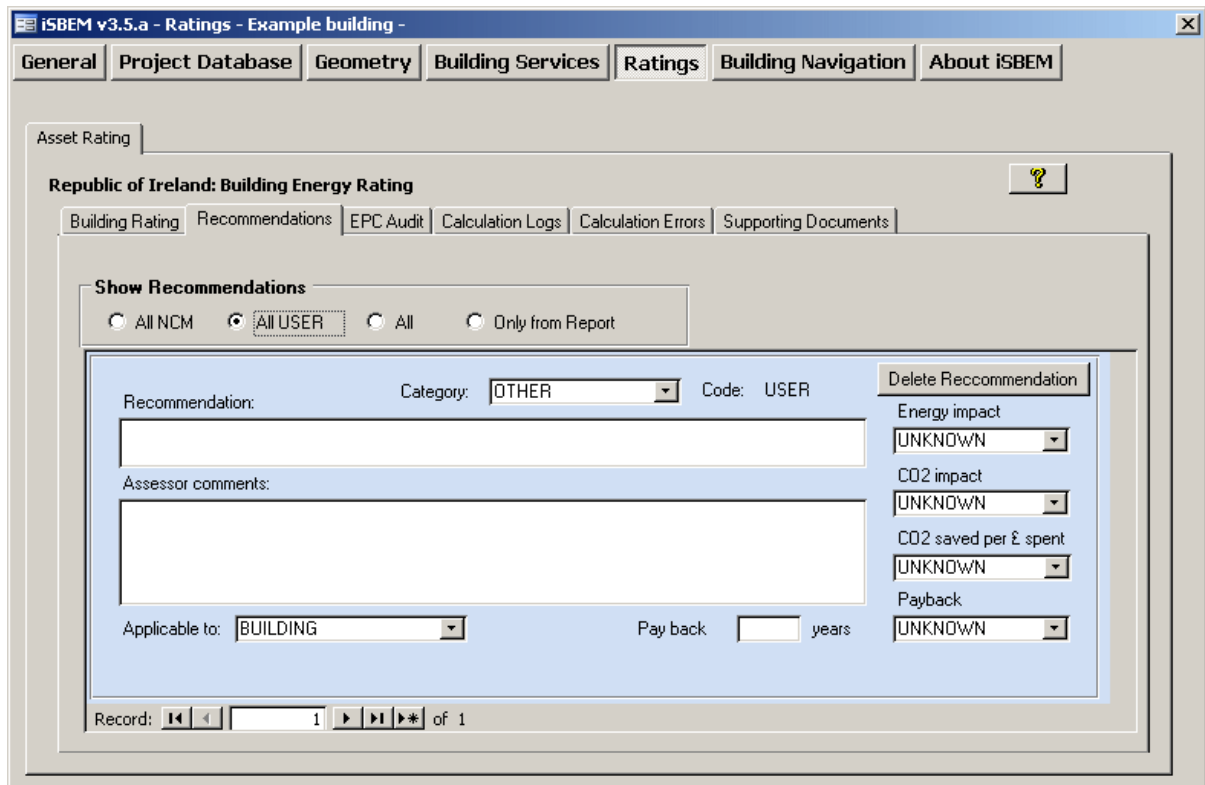 iSBEM v3.5.a - Ratings - Example building -
General Project Database Geometry Building Services Ratings Building Navigation About iSBEM
Asset Rating
Republic of Ireland: Building Energy Rating
?
Building Rating Recommendations EPC Audit Calculation Logs Calculation Errors Supporting Documents
Show Recommendations
All NCM All USER All Only from Report
Delete Reccommendation
Category: OTHER Code: USER
Recommendation:
Energy impact
UNKNOWN
Assessor comments:
CO2 impact
UNKNOWN
CO2 saved per £ spent
UNKNOWN
Payback
Applicable to: BUILDING Pay back years UNKNOWN
Record: 1 of 1